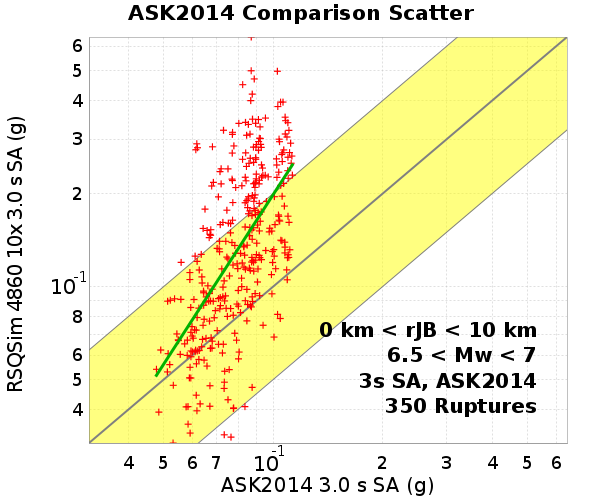 ASK2014 Comparison Scatter
RSQSim 4860 10x 3.0 s SA (g)
6
5
4
3
2
10-1
8
6
5
4
0 km < rJB < 10 km
6.5 < Mw < 7
3s SA, ASK2014
350 Ruptures
4 5 6 7 10-1 2 3 4 5 6
ASK2014 3.0 s SA (g)